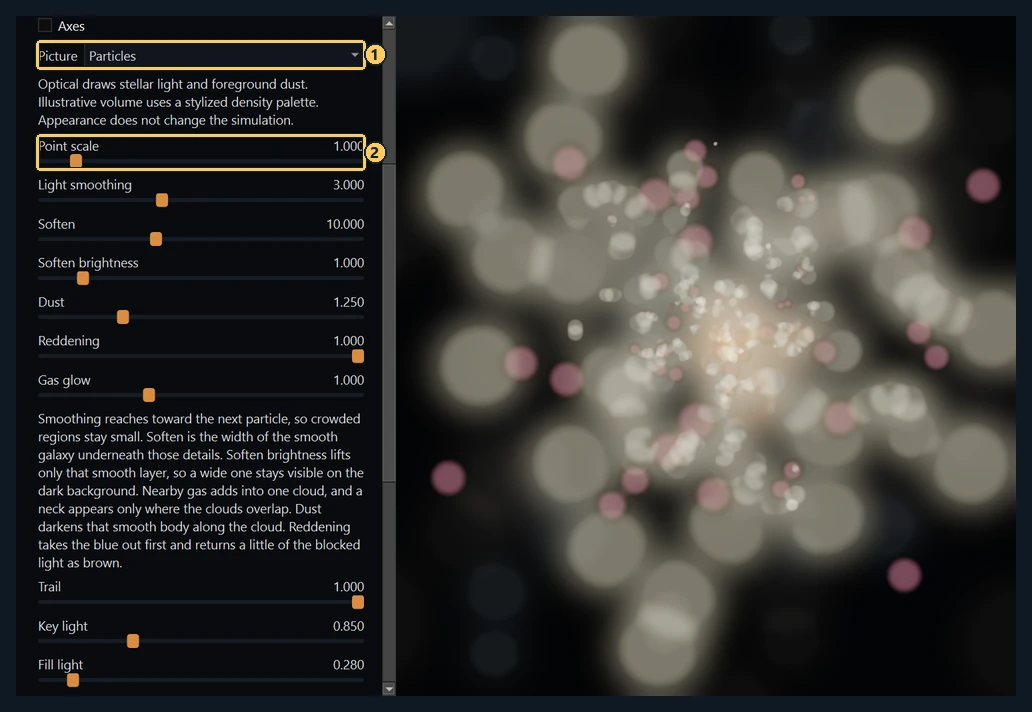 Axes
Picture Particles
1
Optical draws stellar light and foreground dust.
Illustrative volume uses a stylized density palette.
Appearance does not change the simulation.
Point scale 1.000
2
Light smoothing 3.000
Soften 10.000
Soften brightness 1.000
Dust 1.250
Reddening 1.000
Gas glow 1.000
Smoothing reaches toward the next particle, so crowded
regions stay small. Soften is the width of the smooth
galaxy underneath those details. Soften brightness lifts
only that smooth layer, so a wide one stays visible on the
dark background. Nearby gas adds into one cloud, and a
neck appears only where the clouds overlap. Dust
darkens that smooth body along the cloud. Reddening
takes the blue out first and returns a little of the blocked
light as brown.
Trail 1.000
Key light 0.850
Fill light 0.280